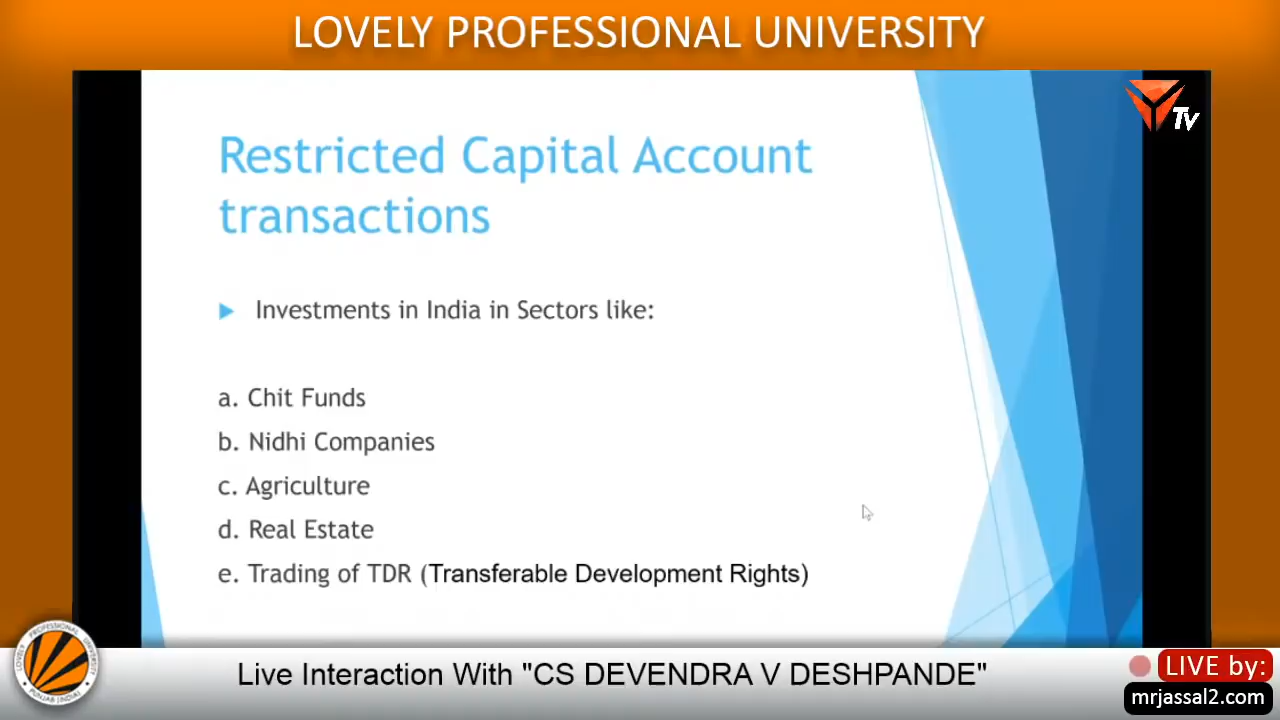 LOVELY PROFESSIONAL UNIVERSITY
Tv
Restricted Capital Account
transactions
Investments in India in Sectors like:
a. Chit Funds
b. Nidhi Companies
c. Agriculture
d. Real Estate
e. Trading of TDR (Transferable Development Rights)
Live Interaction With "CS DEVENDRA V DESHPANDE"
LIVE by:
mrjassal2.com